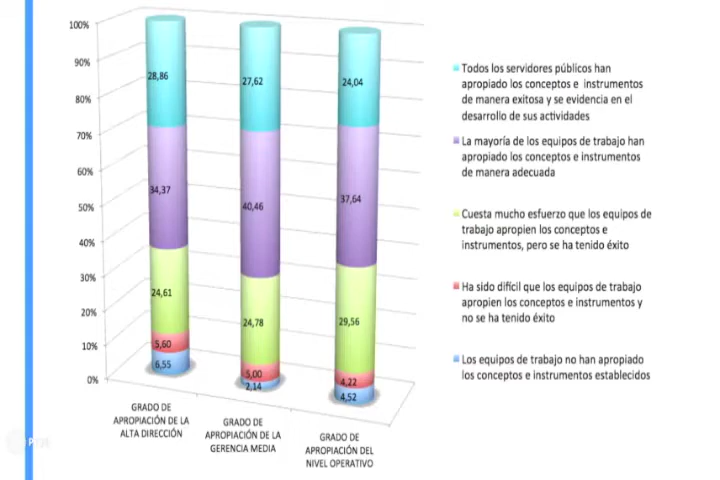 100%
90%
80%
70%
60%
50%
40%
30%
20%
10%
0%
28,86
34,37
24,61
5,60
6,55
27,62
40,46
24,78
5,00
2,14
24,04
37,64
29,56
4,22
4,52
GRADO DE
APROPIACIÓN DE LA
ALTA DIRECCIÓN
GRADO DE
APROPIACIÓN DE LA
GERENCIA MEDIA
GRADO DE
APROPIACIÓN DEL
NIVEL OPERATIVO
Todos los servidores públicos han
apropiado los conceptos e instrumentos
de manera exitosa y se evidencia en el
desarrollo de sus actividades
La mayoría de los equipos de trabajo han
apropiado los conceptos e instrumentos
de manera adecuada
Cuesta mucho esfuerzo que los equipos de
trabajo apropien los conceptos e
instrumentos, pero se ha tenido éxito
Ha sido difícil que los equipos de trabajo
apropien los conceptos e instrumentos y
no se ha tenido éxito
Los equipos de trabajo no han apropiado
los conceptos e instrumentos establecidos